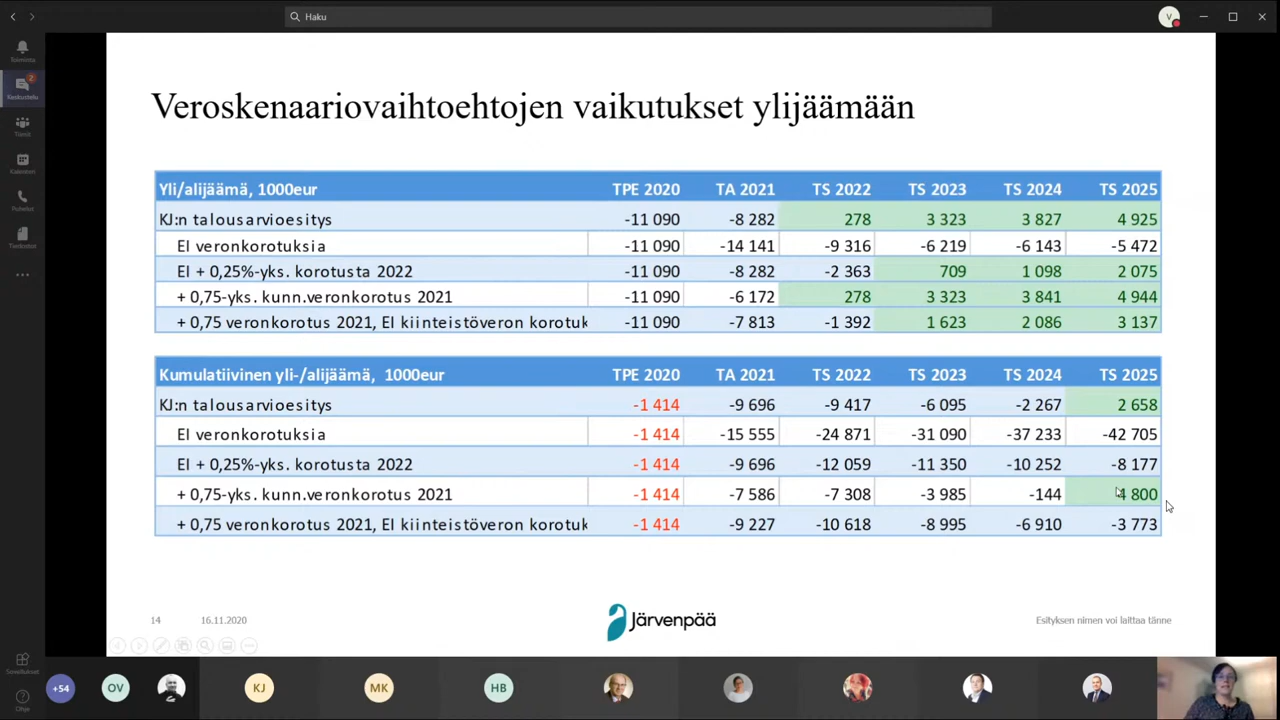 Haku
V
Toiminta
2
Keskustelu
Tiimit
Kalenteri
Puhelut
Tiedostot
Veroskenaariovaihtoehtojen vaikutukset ylijäämään
Yli/alijäämä, 1000eur TPE 2020 TA 2021 TS 2022 TS 2023 TS 2024 TS 2025
KJ:n talousarvioesitys -11 090 -8 282 278 3 323 3 827 4 925
EI veronkorotuksia -11 090 -14 141 -9 316 -6 219 -6 143 -5 472
EI + 0,25%-yks. korotusta 2022 -11 090 -8 282 -2 363 709 1 098 2 075
+ 0,75-yks. kunn.veronkorotus 2021 -11 090 -6 172 278 3 323 3 841 4 944
+ 0,75 veronkorotus 2021, EI kiinteistöveron korotuk -11 090 -7 813 -1 392 1 623 2 086 3 137
Kumulatiivinen yli-/alijäämä, 1000eur TPE 2020 TA 2021 TS 2022 TS 2023 TS 2024 TS 2025
KJ:n talousarvioesitys -1 414 -9 696 -9 417 -6 095 -2 267 2 658
EI veronkorotuksia -1 414 -15 555 -24 871 -31 090 -37 233 -42 705
EI + 0,25%-yks. korotusta 2022 -1 414 -9 696 -12 059 -11 350 -10 252 -8 177
+ 0,75-yks. kunn.veronkorotus 2021 -1 414 -7 586 -7 308 -3 985 -144 4 800
+ 0,75 veronkorotus 2021, EI kiinteistöveron korotuk -1 414 -9 227 -10 618 -8 995 -6 910 -3 773
14 16.11.2020 Järvenpää Esityksen nimen voi laittaa tänne
Sovellukset
Ohje
+54 OV KJ MK HB